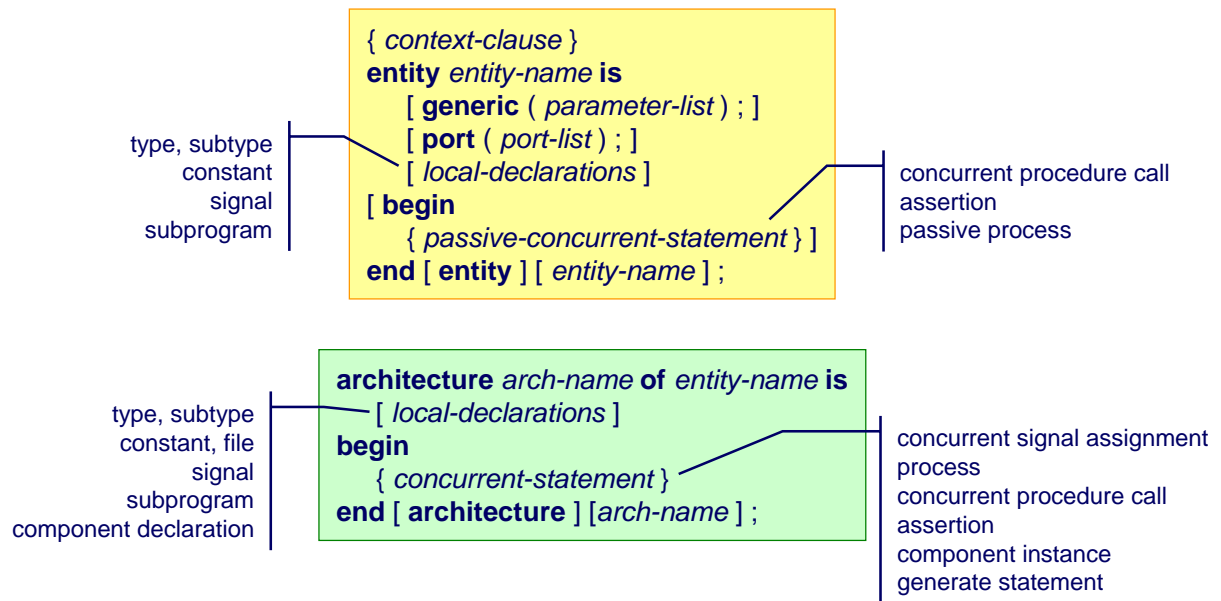 { context-clause }
entity entity-name is
[ generic ( parameter-list ) ; ]
[ port ( port-list ) ; ]
[ local-declarations ]
[ begin
{ passive-concurrent-statement } ]
end [ entity ] [ entity-name ] ;
type, subtype
constant
signal
subprogram
concurrent procedure call
assertion
passive process
architecture arch-name of entity-name is
[ local-declarations ]
begin
{ concurrent-statement }
end [ architecture ] [arch-name ] ;
type, subtype
constant, file
signal
subprogram
component declaration
concurrent signal assignment
process
concurrent procedure call
assertion
component instance
generate statement